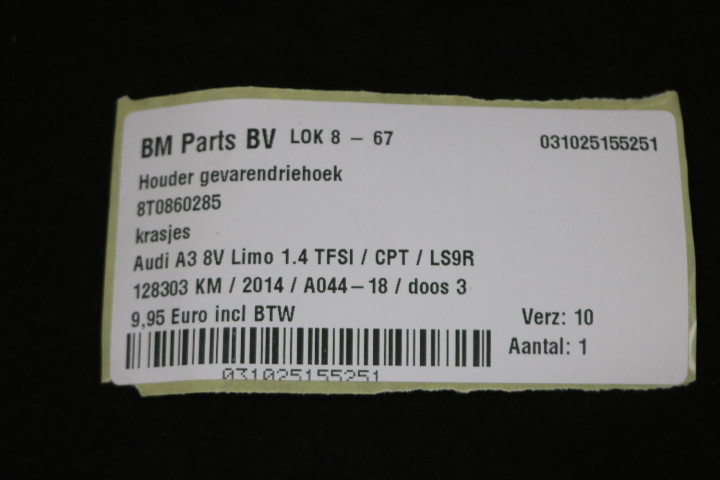 BM Parts BV LOK 8 - 67 031025155251
Houder gevarendriehoek
8T0860285
krasjes
Audi A3 8V Limo 1.4 TFSI / CPT / LS9R
128303 KM / 2014 / A044-18 / doos 3
9,95 Euro incl BTW Verz: 10
Aantal: 1
031025155251